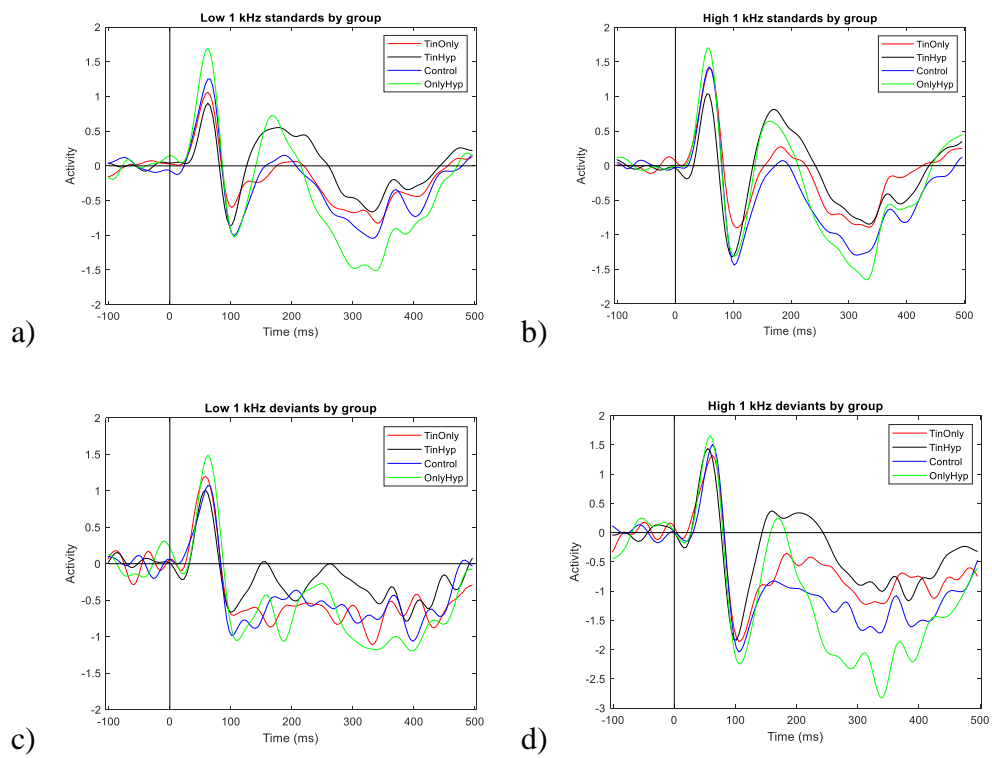 Low 1 kHz standards by group
2
1.5
1
0.5
0
-0.5
-1
-1.5
-2
Activity
TinOnly
TinHyp
Control
OnlyHyp
-100 0 100 200 300 400 500
Time (ms)
a)
High 1 kHz standards by group
2
1.5
1
0.5
0
-0.5
-1
-1.5
-2
Activity
TinOnly
TinHyp
Control
OnlyHyp
-100 0 100 200 300 400 500
Time (ms)
b)
Low 1 kHz deviants by group
2
1.5
1
0.5
0
-0.5
-1
-1.5
-2
Activity
TinOnly
TinHyp
Control
OnlyHyp
-100 0 100 200 300 400 500
Time (ms)
c)
High 1 kHz deviants by group
2
1.5
1
0.5
0
-0.5
-1
-1.5
-2
-2.5
-3
Activity
TinOnly
TinHyp
Control
OnlyHyp
-100 0 100 200 300 400 500
Time (ms)
d)